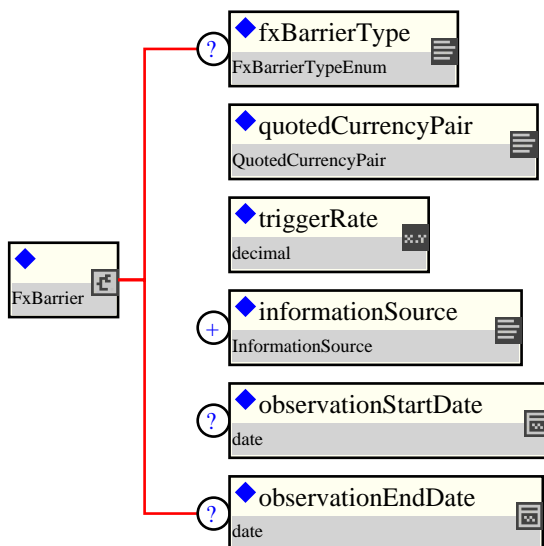 ?
fxBarrierType
FxBarrierTypeEnum
quotedCurrencyPair
QuotedCurrencyPair
triggerRate
x.Y
decimal
FxBarrier
+
informationSource
InformationSource
?
observationStartDate
date
?
observationEndDate
date